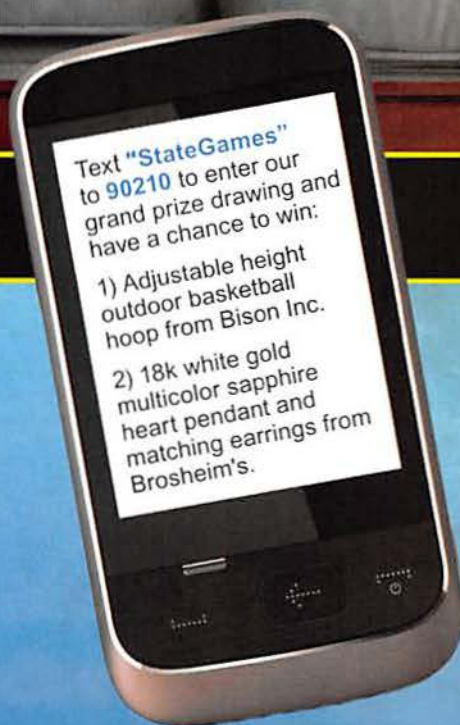 Text "StateGames"
to 90210 to enter our
grand prize drawing and
have a chance to win:
1) Adjustable height
outdoor basketball
hoop from Bison Inc.
2) 18k white gold
multicolor sapphire
heart pendant and
matching earrings from
Brosheim's.